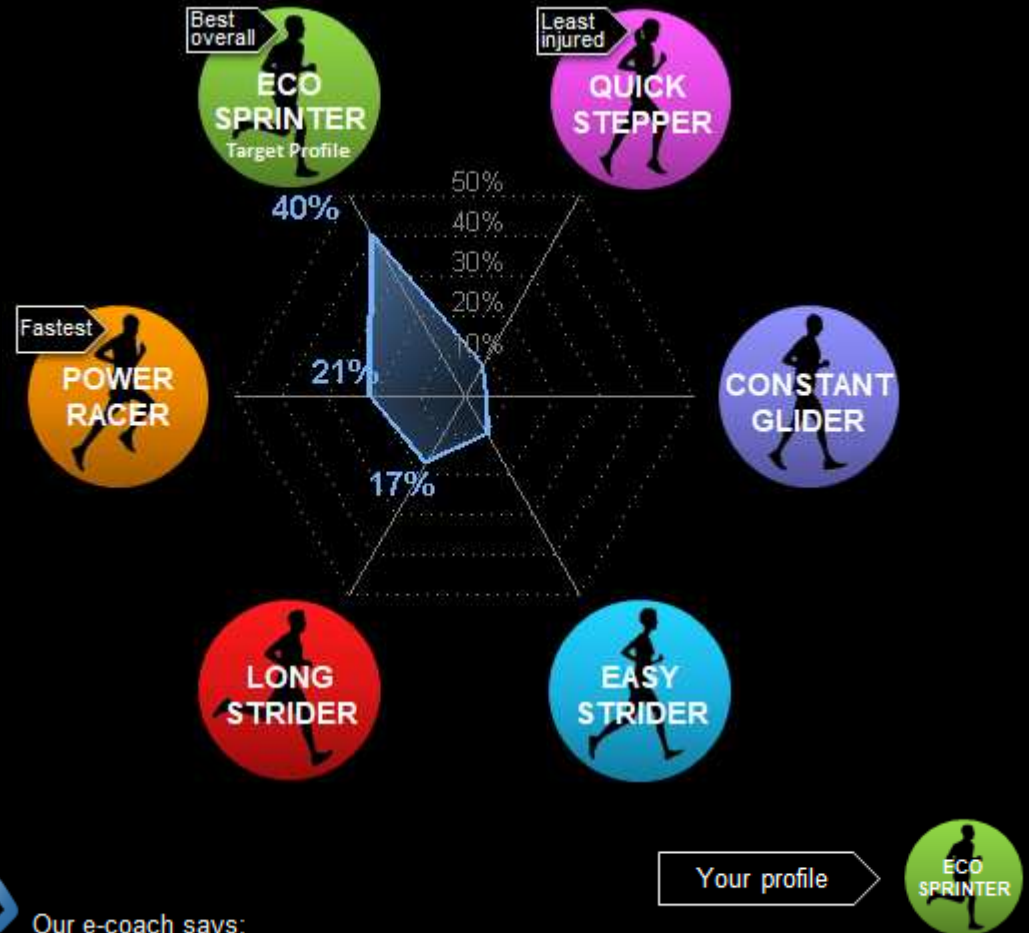 Best
overall
ECO
SPRINTER
Target Profile
Least
injured
QUICK
STEPPER
50%
40%
40%
30%
20%
10%
Fastest
POWER
RACER
21%
CONSTANT
GLIDER
17%
LONG
STRIDER
EASY
STRIDER
Your profile
ECO
SPRINTER
Our e-coach says: